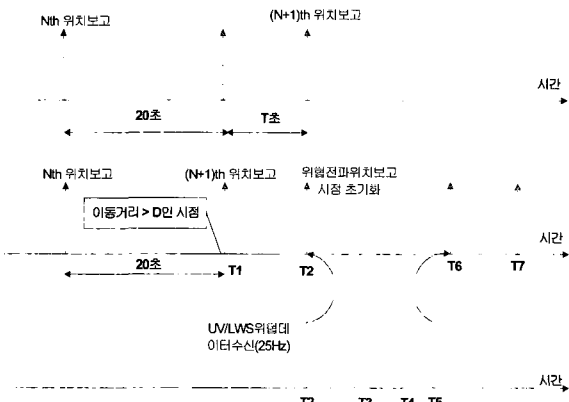 Nth 위치보고
(N+1)th 위치보고
시간
20초
T초
Nth 위치보고
(N+1)th 위치보고
위협전파위치보고
시점 초기화
이동거리 > D인 시점
시간
20초
T1
T2
T6
T7
UV/LWS위협데
이터수신(25Hz)
시간
T2
T3
T4
T5